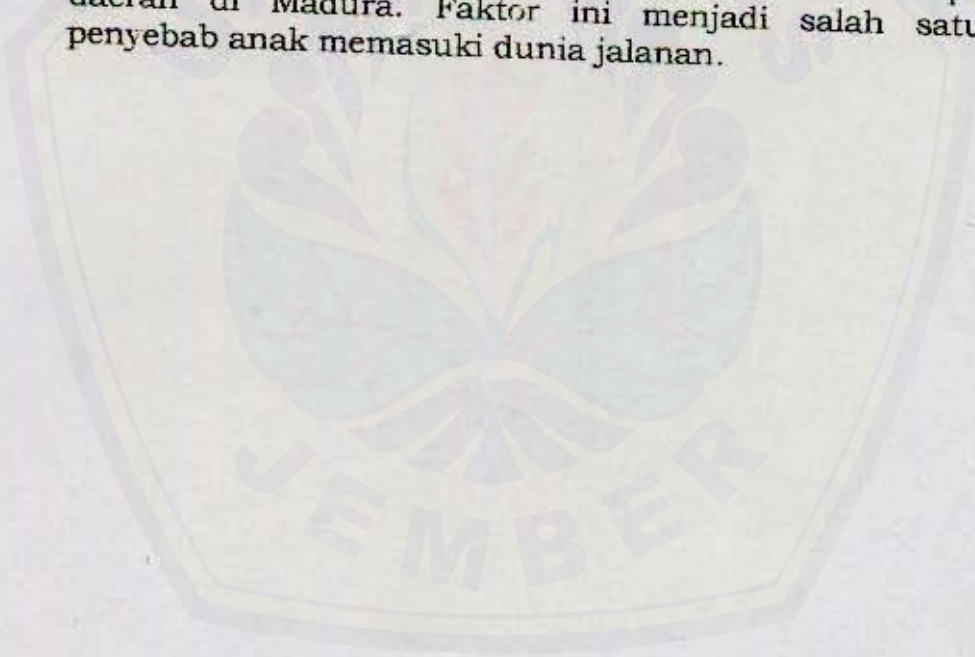 daerah di Madura. Faktor ini menjadi salah satu
penyebab anak memasuki dunia jalanan.
JEMBER